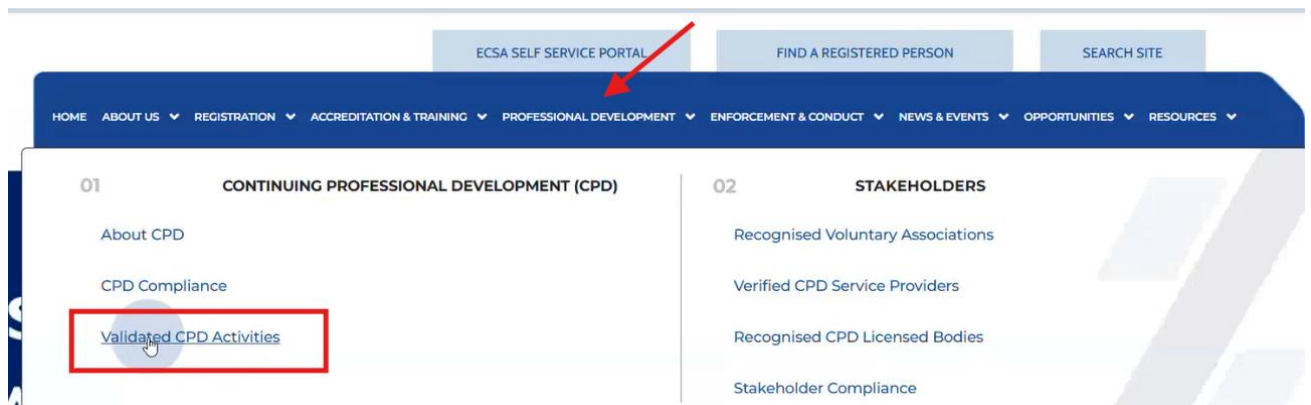 ECSA SELF SERVICE PORTAL FIND A REGISTERED PERSON SEARCH SITE
HOME ABOUT US REGISTRATION ACCREDITATION & TRAINING PROFESSIONAL DEVELOPMENT ENFORCEMENT & CONDUCT NEWS & EVENTS OPPORTUNITIES RESOURCES
01 CONTINUING PROFESSIONAL DEVELOPMENT (CPD)
About CPD
CPD Compliance
Validated CPD Activities
02 STAKEHOLDERS
Recognised Voluntary Associations
Verified CPD Service Providers
Recognised CPD Licensed Bodies
Stakeholder Compliance